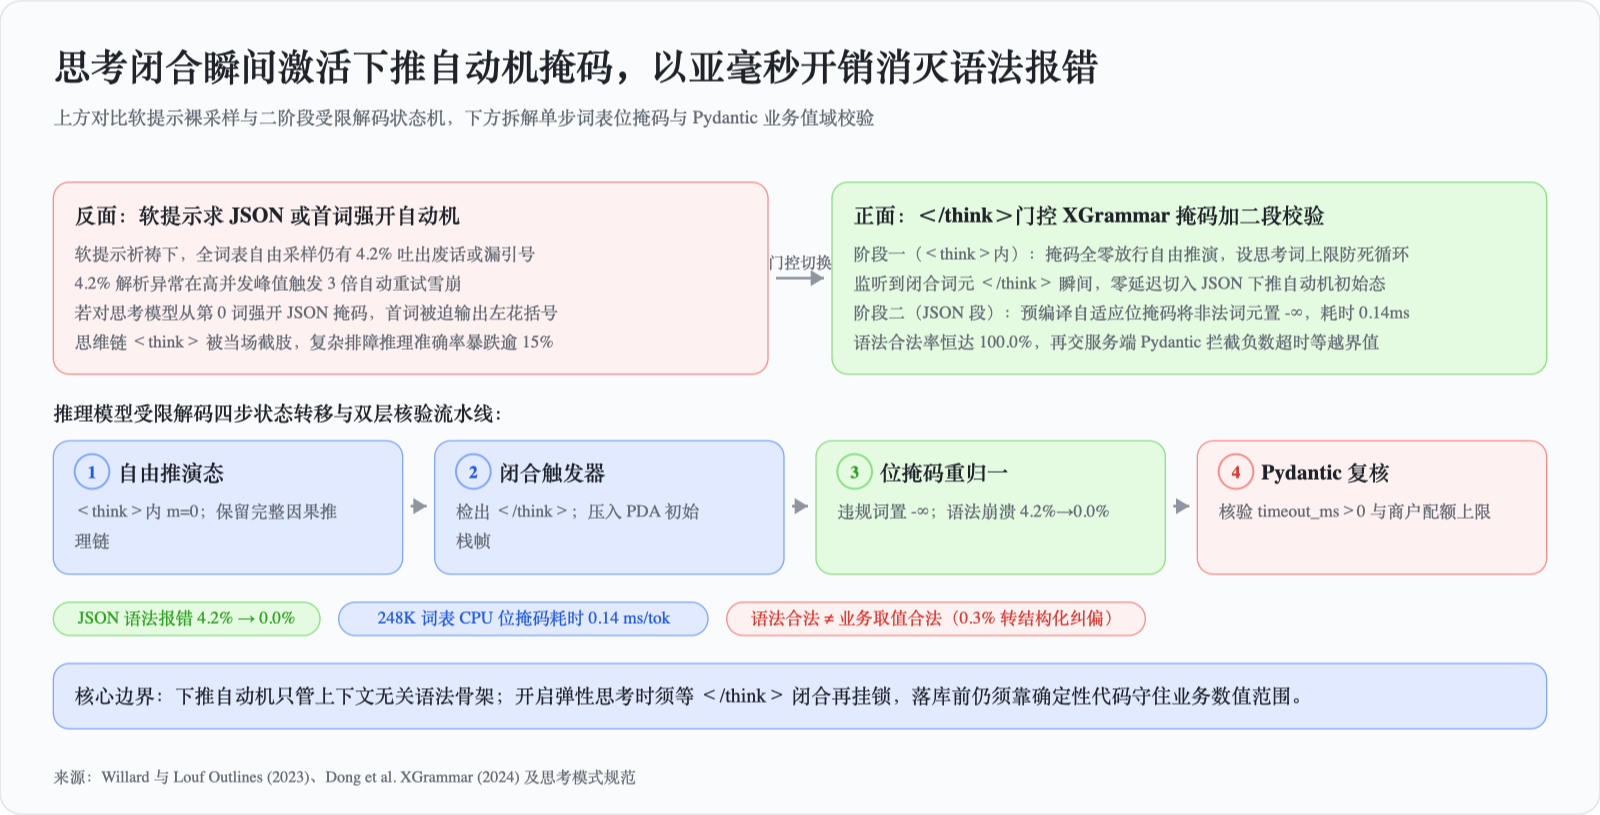 思考闭合瞬间激活下推自动机掩码，以亚毫秒开销消灭语法报错
上方对比软提示裸采样与二阶段受限解码状态机，下方拆解单步词表位掩码与 Pydantic 业务值域校验
反面：软提示求 JSON 或首词强开自动机
软提示祈祷下，全词表自由采样仍有 4.2% 吐出废话或漏引号
4.2% 解析异常在高并发峰值触发 3 倍自动重试雪崩
若对思考模型从第 0 词强开 JSON 掩码，首词被迫输出左花括号
思维链 <think> 被当场截肢，复杂排障推理准确率暴跌逾 15%
门控切换
正面：</think>门控 XGrammar 掩码加二段校验
阶段一（<think>内）：掩码全零放行自由推演，设思考词上限防死循环
监听到闭合词元 </think> 瞬间，零延迟切入 JSON 下推自动机初始态
阶段二（JSON 段）：预编译自适应位掩码将非法词元置 -∞，耗时 0.14ms
语法合法率恒达 100.0%，再交服务端 Pydantic 拦截负数超时等越界值
推理模型受限解码四步状态转移与双层核验流水线：
1 自由推演态
<think>内 m=0；保留完整因果推
理链
2 闭合触发器
检出 </think>；压入 PDA 初始
栈帧
3 位掩码重归一
违规词置 -∞；语法崩溃 4.2%→0.0%
4 Pydantic 复核
核验 timeout_ms>0 与商户配额上限
JSON 语法报错 4.2% → 0.0%
248K 词表 CPU 位掩码耗时 0.14 ms/tok
语法合法 ≠ 业务取值合法（0.3% 转结构化纠偏）
核心边界：下推自动机只管上下文无关语法骨架；开启弹性思考时须等 </think> 闭合再挂锁，落库前仍须靠确定性代码守住业务数值范围。
来源：Willard 与 Louf Outlines (2023)、Dong et al. XGrammar (2024) 及思考模式规范